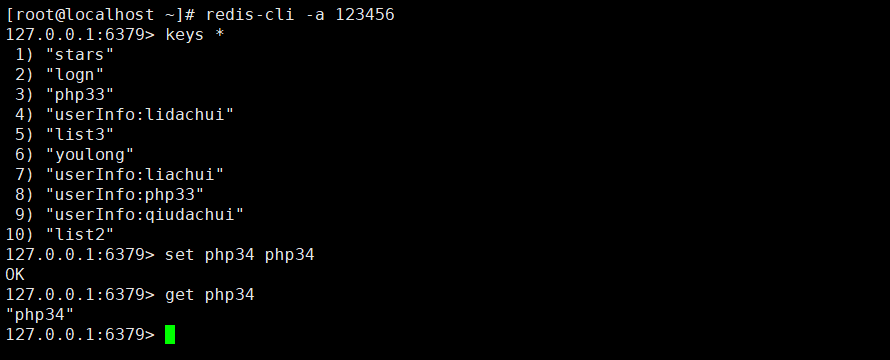 [root@localhost ~]# redis-cli -a 123456
127.0.0.1:6379> keys *
 1) "stars"
 2) "logn"
 3) "php33"
 4) "userInfo:lidachui"
 5) "list3"
 6) "youlong"
 7) "userInfo:liachui"
 8) "userInfo:php33"
 9) "userInfo:qiudachui"
10) "list2"
127.0.0.1:6379> set php34 php34
OK
127.0.0.1:6379> get php34
"php34"
127.0.0.1:6379>